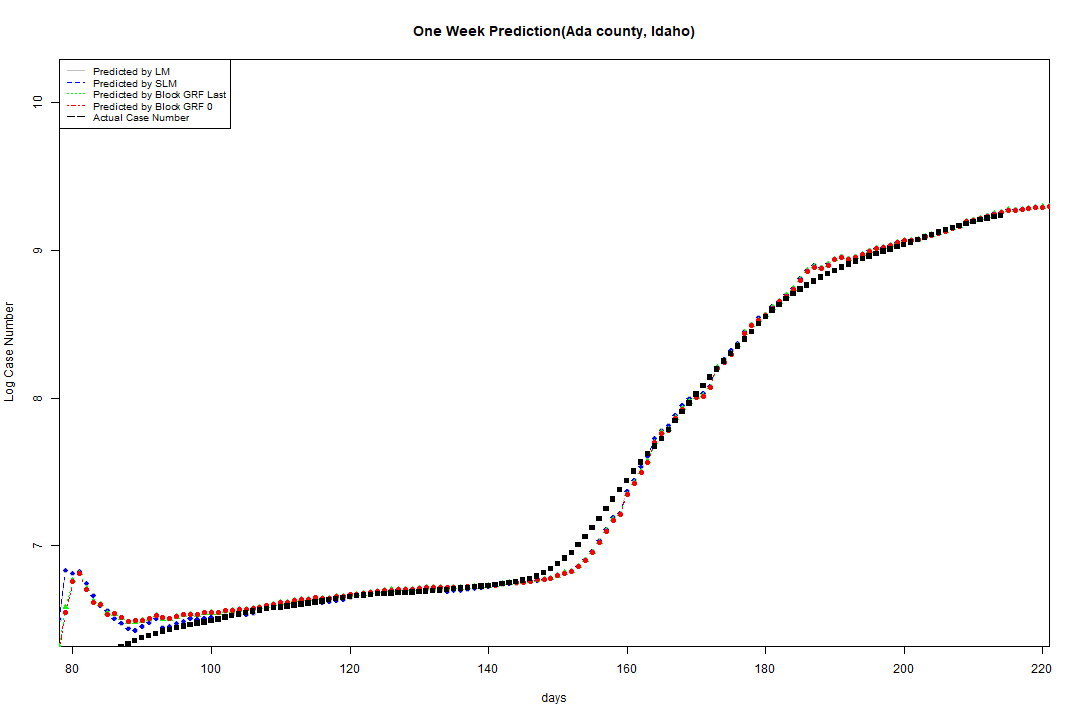 One Week Prediction(Ada county, Idaho)
Predicted by LM
Predicted by SLM
Predicted by Block GRF Last
Predicted by Block GRF 0
Actual Case Number
10
9
8
7
Log Case Number
80 100 120 140 160 180 200 220
days